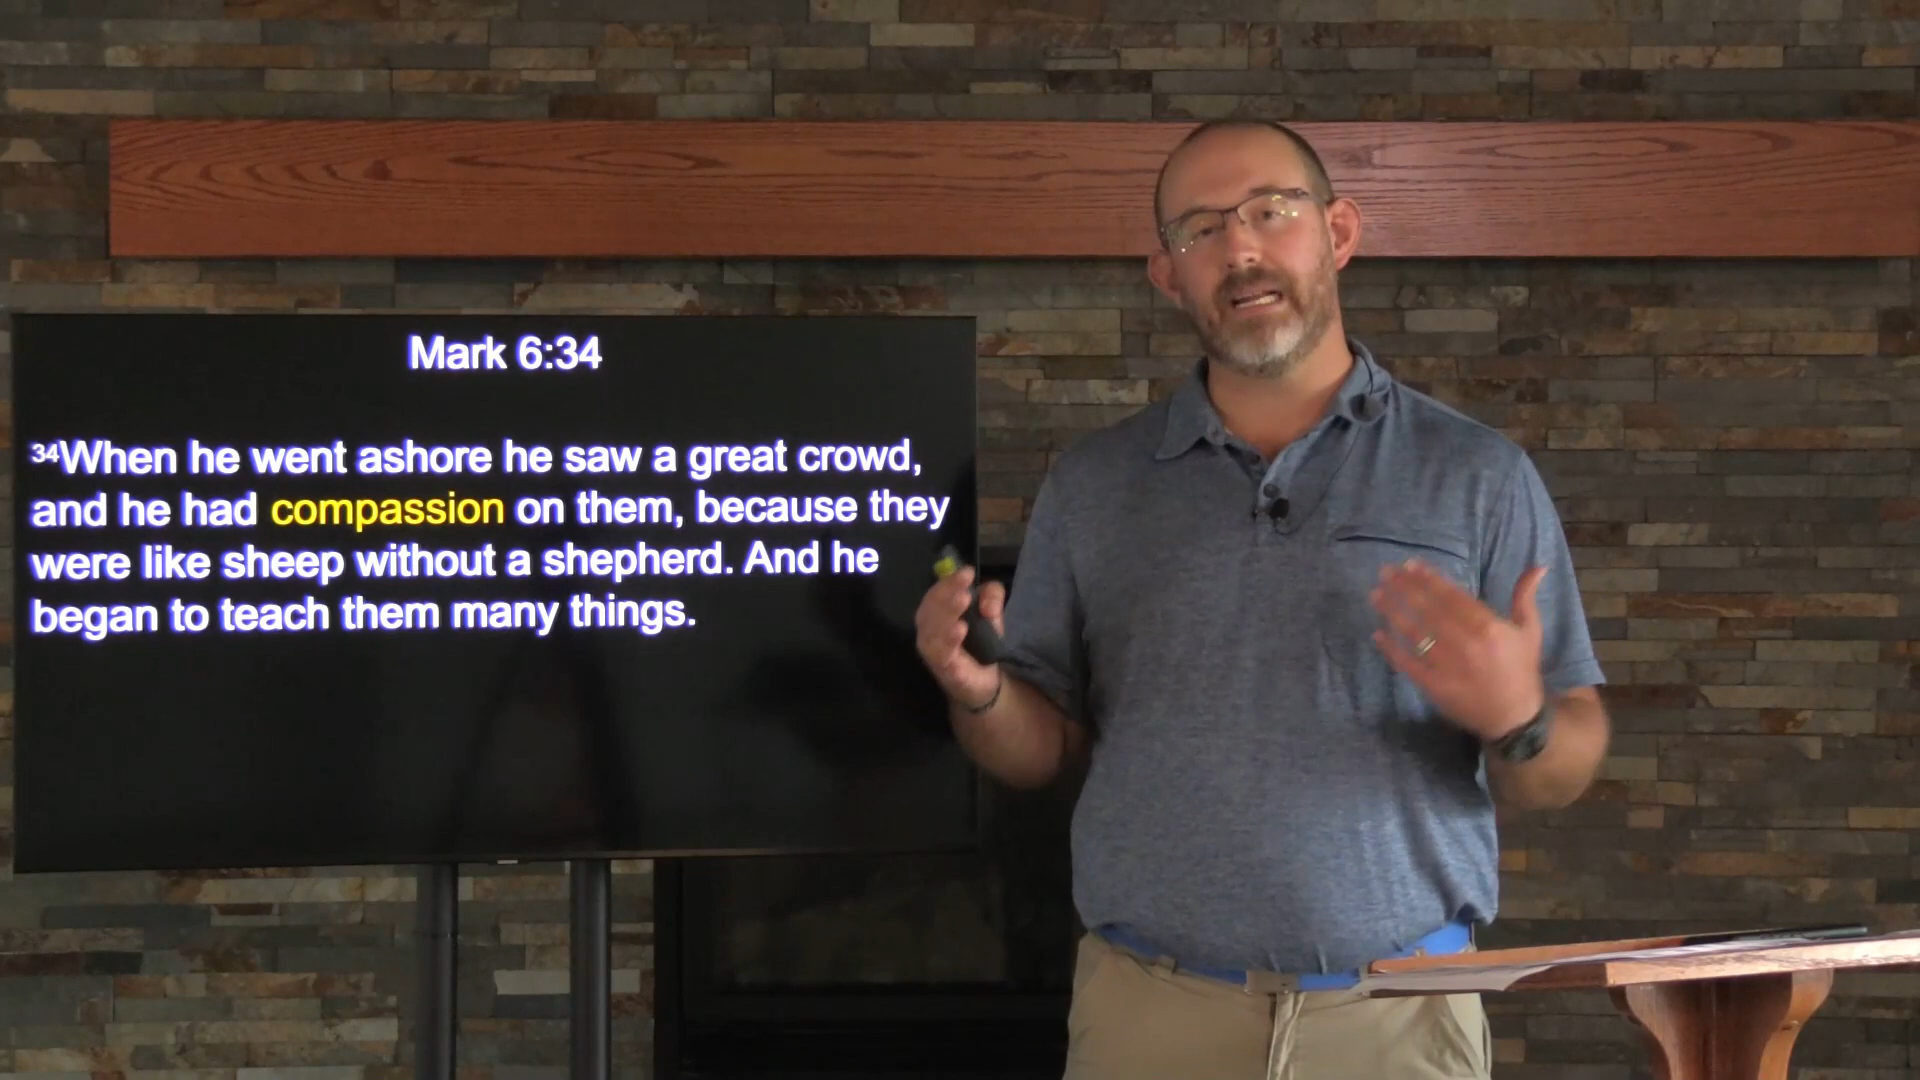 Mark 6:34
34When he went ashore he saw a great crowd,
and he had compassion on them, because they
were like sheep without a shepherd. And he
began to teach them many things.